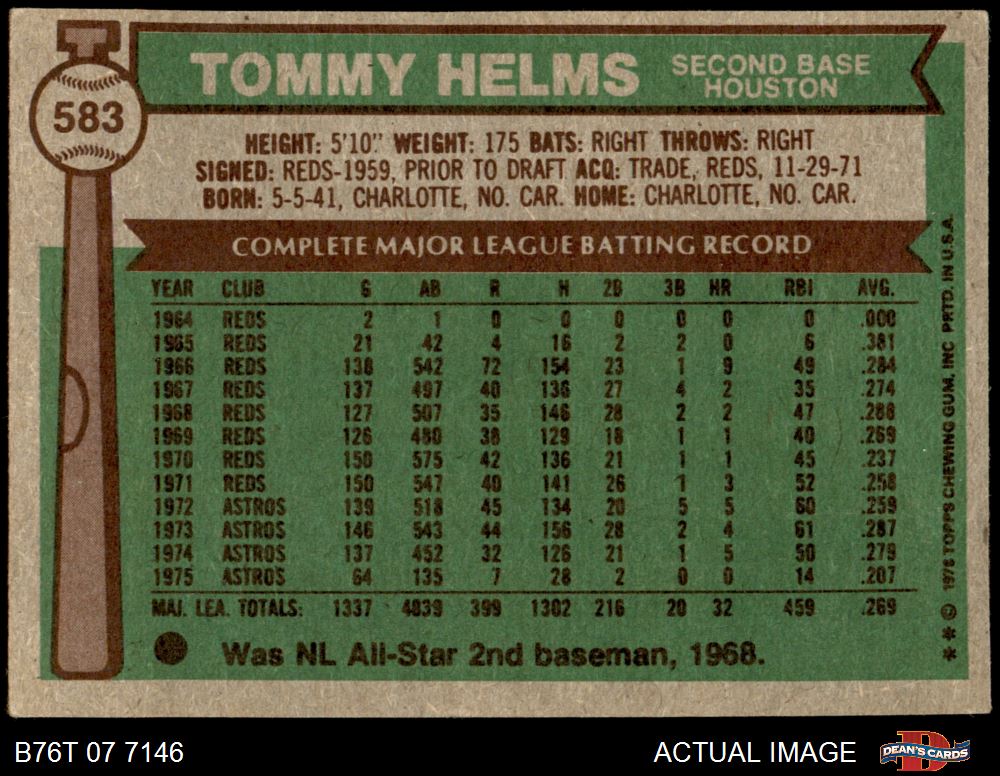 583
TOMMY HELMS
SECOND BASE
HOUSTON
HEIGHT: 5'10" WEIGHT: 175 BATS: RIGHT THROWS: RIGHT
SIGNED: REDS-1959, PRIOR TO DRAFT ACQ: TRADE, REDS, 11-29-71
BORN: 5-5-41, CHARLOTTE, NO. CAR. HOME: CHARLOTTE, NO. CAR.
COMPLETE MAJOR LEAGUE BATTING RECORD
YEAR CLUB G AB R H 2B 3B HR RBI AVG.
1964 REDS 2 1 0 0 0 0 0 0 .000
1965 REDS 21 42 4 16 2 2 0 6 .381
1966 REDS 138 542 72 154 23 1 9 49 .284
1967 REDS 137 497 40 136 27 4 2 35 .274
1968 REDS 127 507 35 146 28 2 2 47 .288
1969 REDS 126 480 38 129 18 1 1 40 .269
1970 REDS 150 575 42 136 21 1 1 45 .237
1971 REDS 150 547 40 141 26 1 3 52 .258
1972 ASTROS 139 518 45 134 20 5 5 60 .259
1973 ASTROS 146 543 44 156 28 2 4 61 .287
1974 ASTROS 137 452 32 126 21 1 5 50 .279
1975 ASTROS 64 135 7 28 2 0 0 14 .207
MAJ. LEA. TOTALS: 1337 4839 399 1302 216 20 32 459 .269
Was NL All-Star 2nd baseman, 1968.
* * © 1976 TOPPS CHEWING GUM, INC PRTD. IN U.S.A.
B76T 07 7146
ACTUAL IMAGE
DEAN'S CARDS